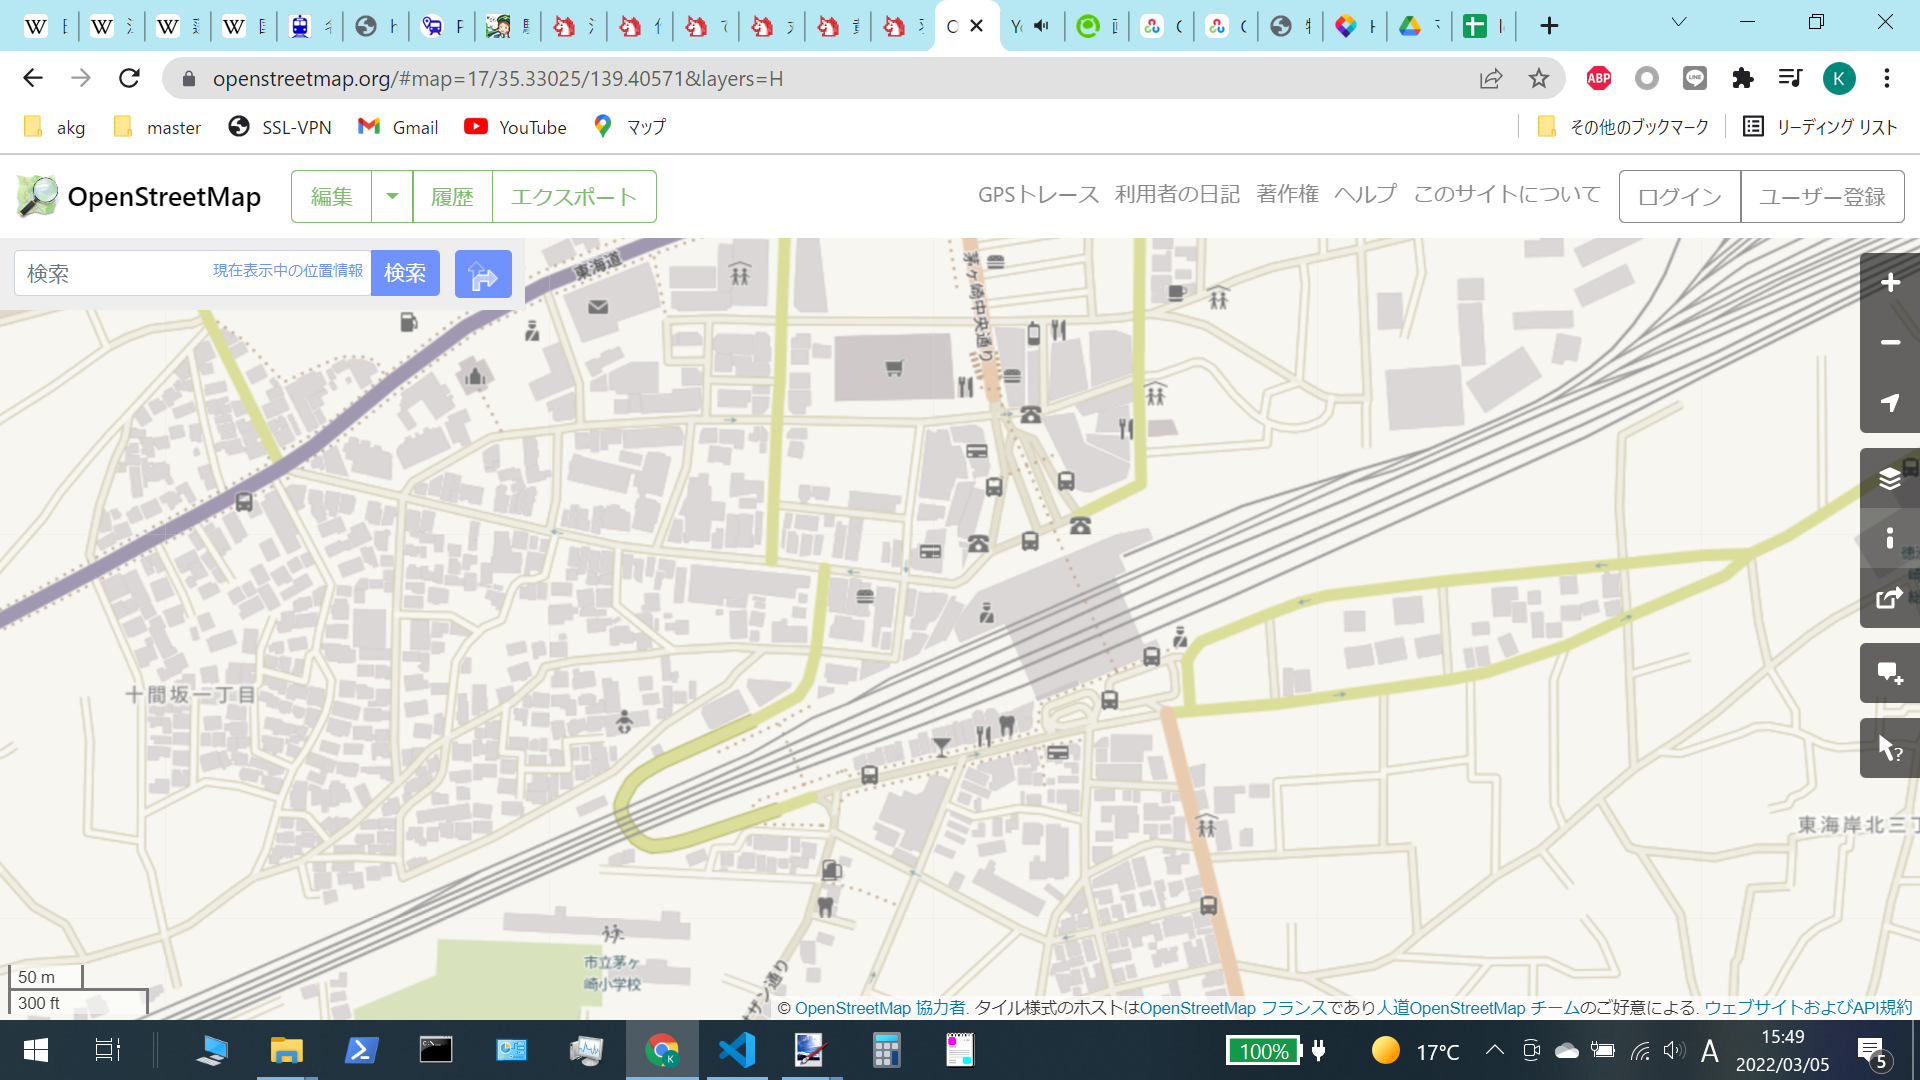 openstreetmap.org/#map=17/35.33025/139.40571&layers=H
ABP
LINE
K
akg
master
SSL-VPN
Gmail
YouTube
マップ
その他のブックマーク
リーディング リスト
OpenStreetMap
編集
履歴
エクスポート
GPSトレース
利用者の日記
著作権
ヘルプ
このサイトについて
ログイン
ユーザー登録
検索
現在表示中の位置情報
検索
東海道
茅ヶ崎中央通り
十間坂一丁目
東海岸北三丁
市立茅ヶ
崎小学校
ザン通り
50 m
300 ft
© OpenStreetMap 協力者. タイル様式のホストはOpenStreetMap フランスであり人道OpenStreetMap チームのご好意による. ウェブサイトおよびAPI規約
100%
17℃
A
15:49
2022/03/05
5